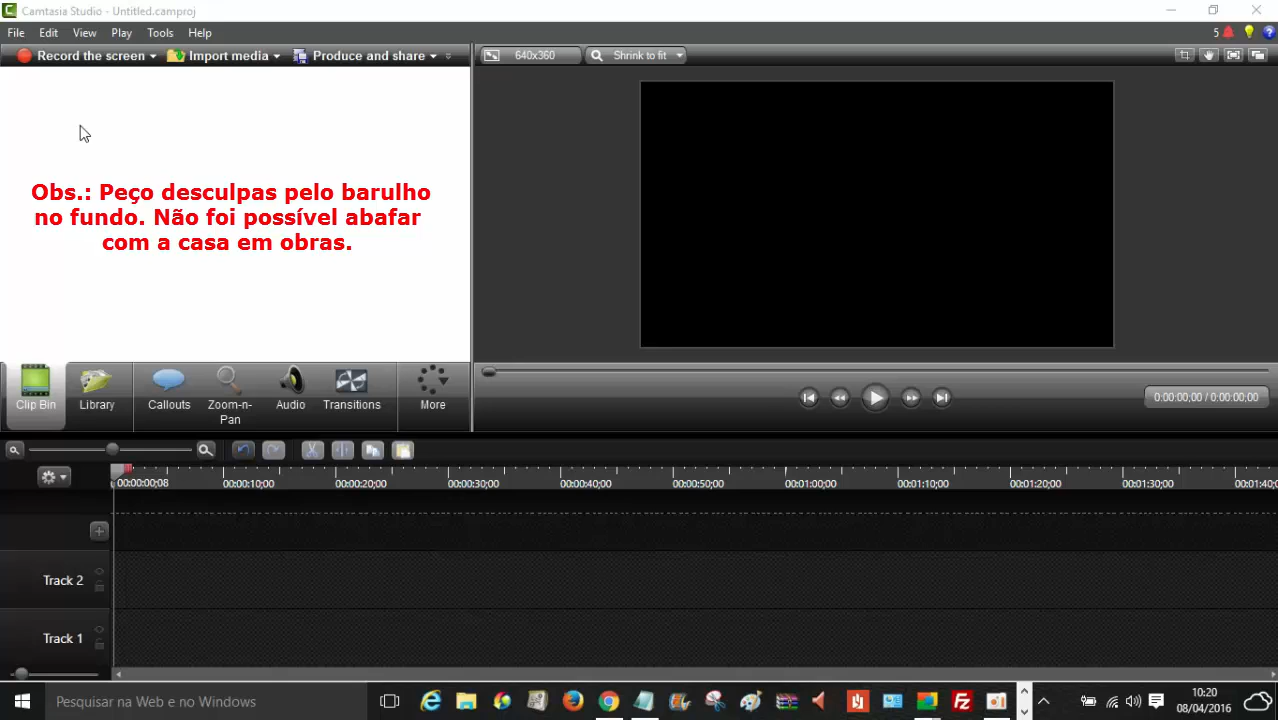 Camtasia Studio - Untitled.camproj
File Edit View Play Tools Help
5
Record the screen Import media Produce and share
640x360 Shrink to fit
Obs.: Peço desculpas pelo barulho
no fundo. Não foi possível abafar
com a casa em obras.
Clip Bin Library Callouts Zoom-n-
Pan Audio Transitions More
0:00:00;00 / 0:00:00;00
00:00:00;08 00:00:10;00 00:00:20;00 00:00:30;00 00:00:40;00 00:00:50;00 00:01:00;00 00:01:10;00 00:01:20;00 00:01:30;00 00:01:40;0
Track 2
Track 1
Pesquisar na Web e no Windows
10:20
08/04/2016